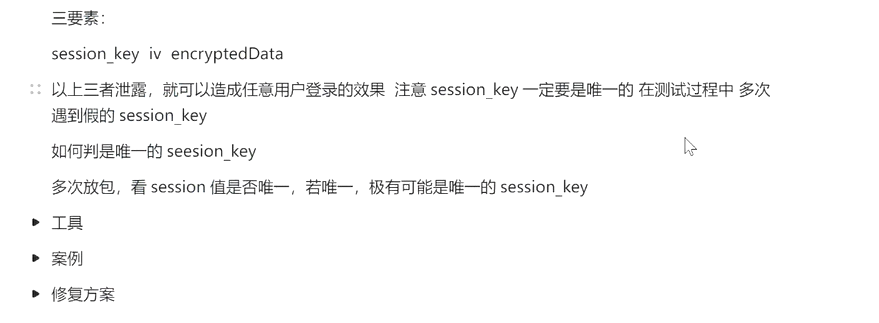 三要素：
session_key iv encryptedData
以上三者泄露，就可以造成任意用户登录的效果 注意 session_key 一定要是唯一的 在测试过程中 多次
遇到假的 session_key
如何判是唯一的 seesion_key
多次放包，看 session 值是否唯一，若唯一，极有可能是唯一的 session_key
工具
案例
修复方案